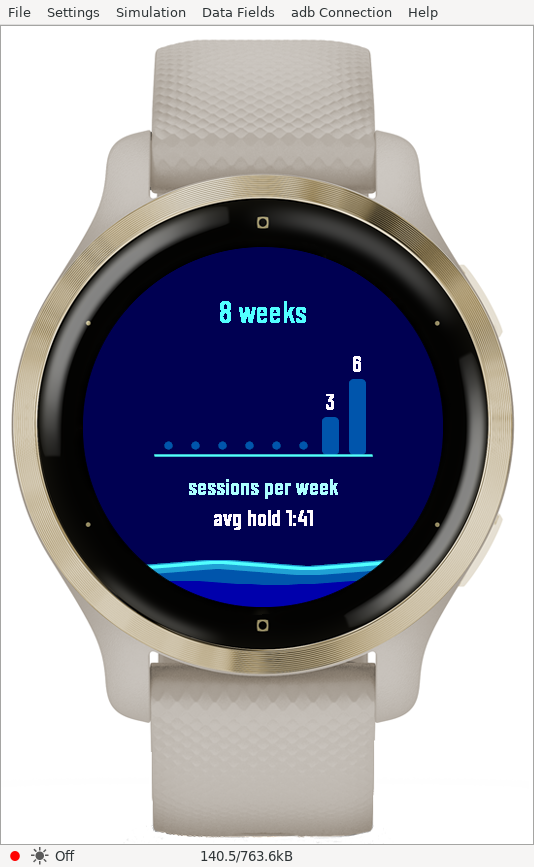 File Settings Simulation Data Fields adb Connection Help
8 weeks
6
3
sessions per week
avg hold 1:41
Off 140.5/763.6kB